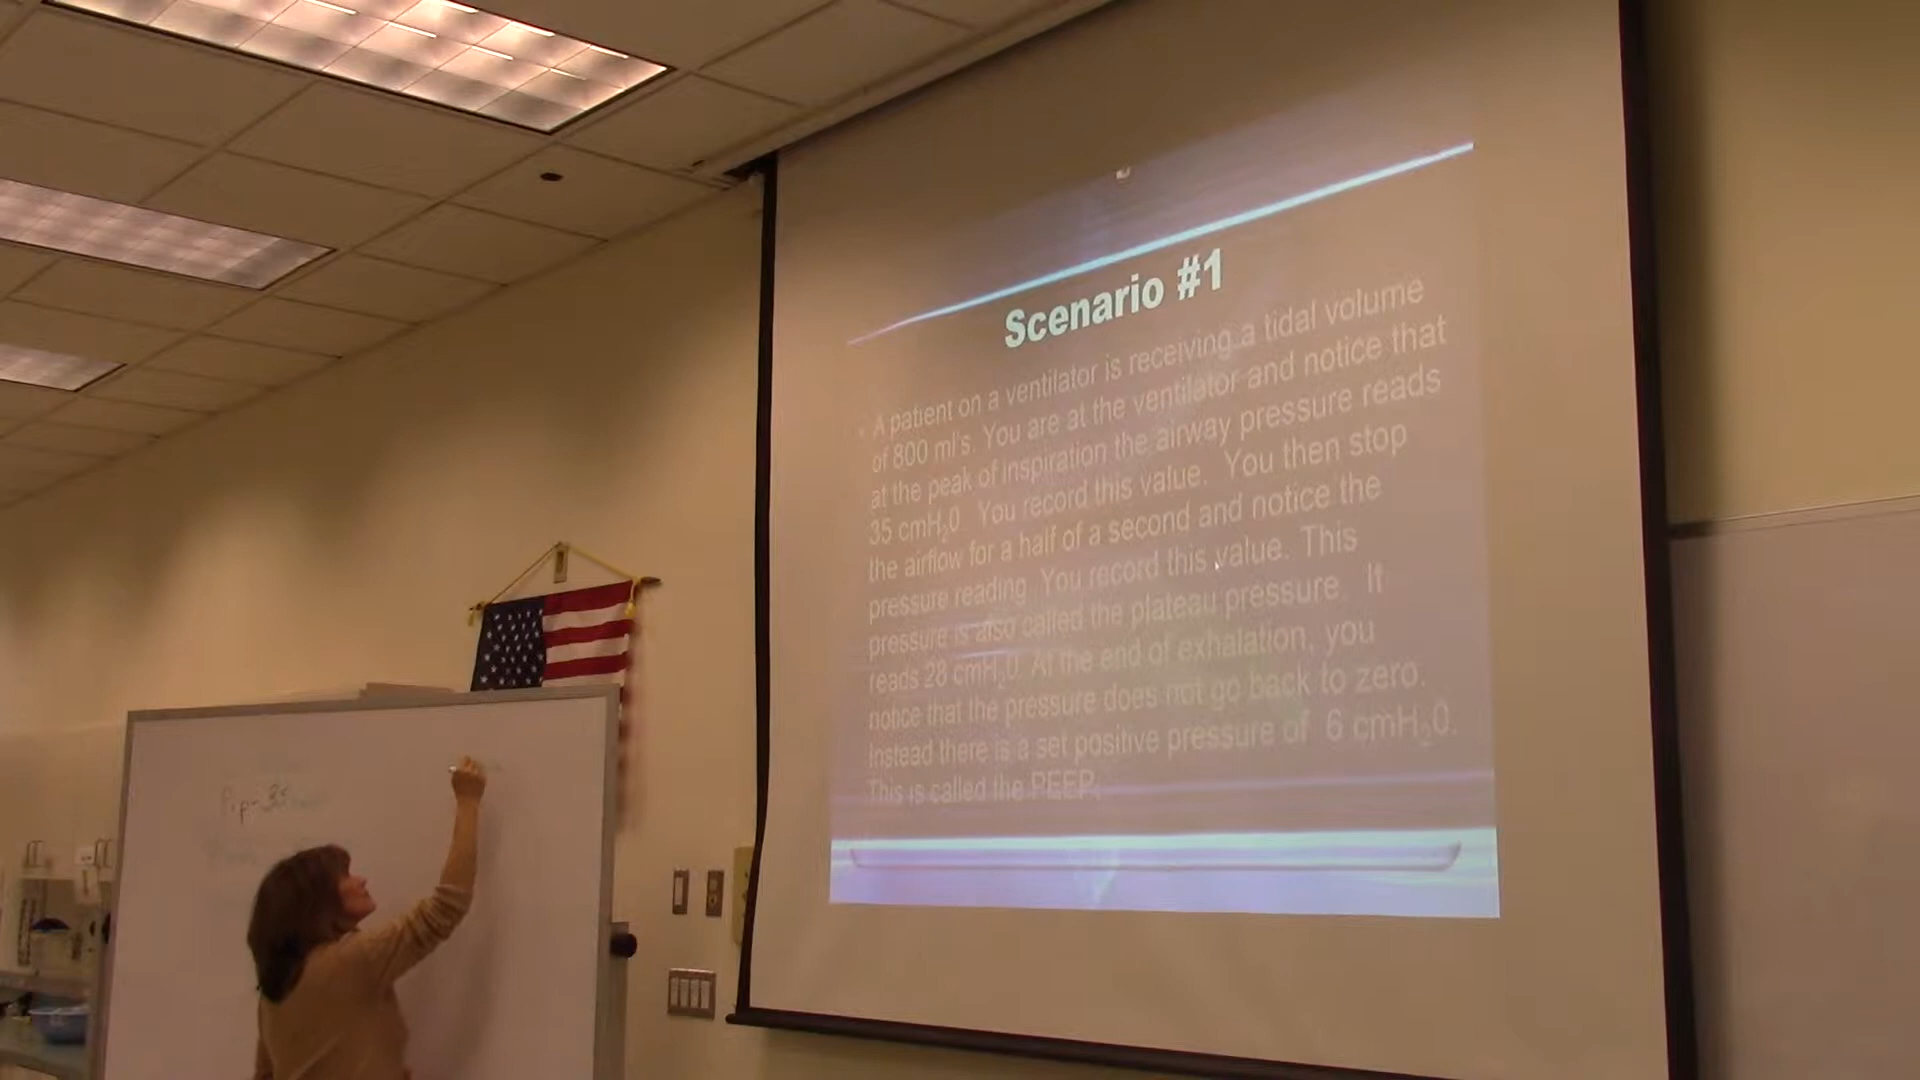 Scenario #1
A patient on a ventilator is receiving a tidal volume
of 800 ml's. You are at the ventilator and notice that
at the peak of inspiration the airway pressure reads
35 cmH₂0. You record this value. You then stop
the airflow for a half of a second and notice the
pressure reading. You record this value. This
pressure is also called the plateau pressure. It
reads 28 cmH₂0. At the end of exhalation, you
notice that the pressure does not go back to zero.
Instead there is a set positive pressure of 6 cmH₂0.
This is called the PEEP.
Pip-35